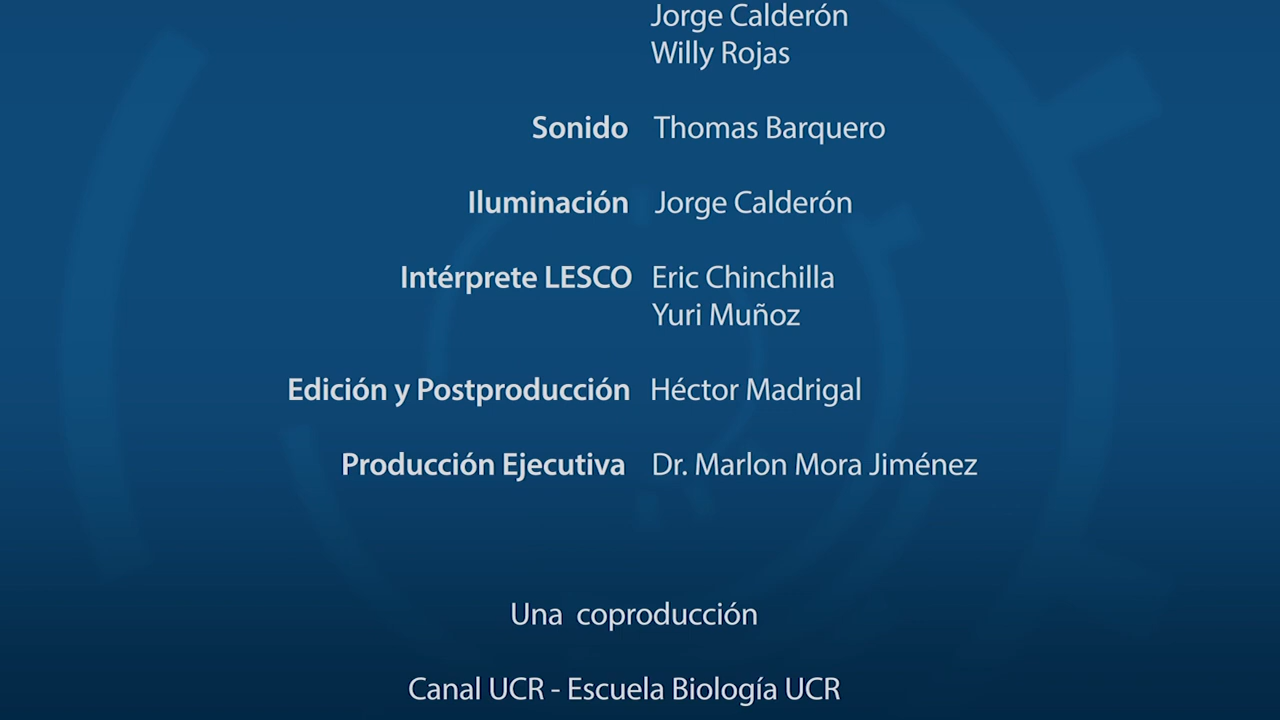 Jorge Calderón
Willy Rojas
Sonido Thomas Barquero
Iluminación Jorge Calderón
Intérprete LESCO Eric Chinchilla
Yuri Muñoz
Edición y Postproducción Héctor Madrigal
Producción Ejecutiva Dr. Marlon Mora Jiménez
Una coproducción
Canal UCR - Escuela Biología UCR